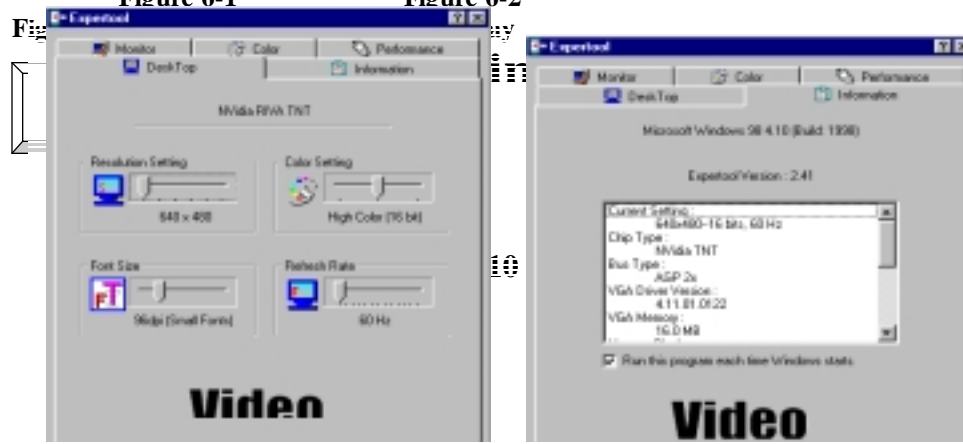 Figure 6-1 Figure 6-2
Expertool
Monitor Color Performance
DeskTop Information
NVidia RIVA TNT
Resolution Setting
640 x 480
Color Setting
High Color (16 bit)
Font Size
96dpi (Small Fonts)
Refresh Rate
60 Hz
Video
10
Expertool
Monitor Color Performance
DeskTop Information
Microsoft Windows 98 4.10 (Build: 1998)
Expertool Version : 2.41
Current Setting :
640x480-16 bits, 60 Hz
Chip Type :
NVidia TNT
Bus Type :
AGP 2x
VGA Driver Version :
4.11.01.0122
VGA Memory :
16.0 MB
Run this program each time Windows starts.
Video